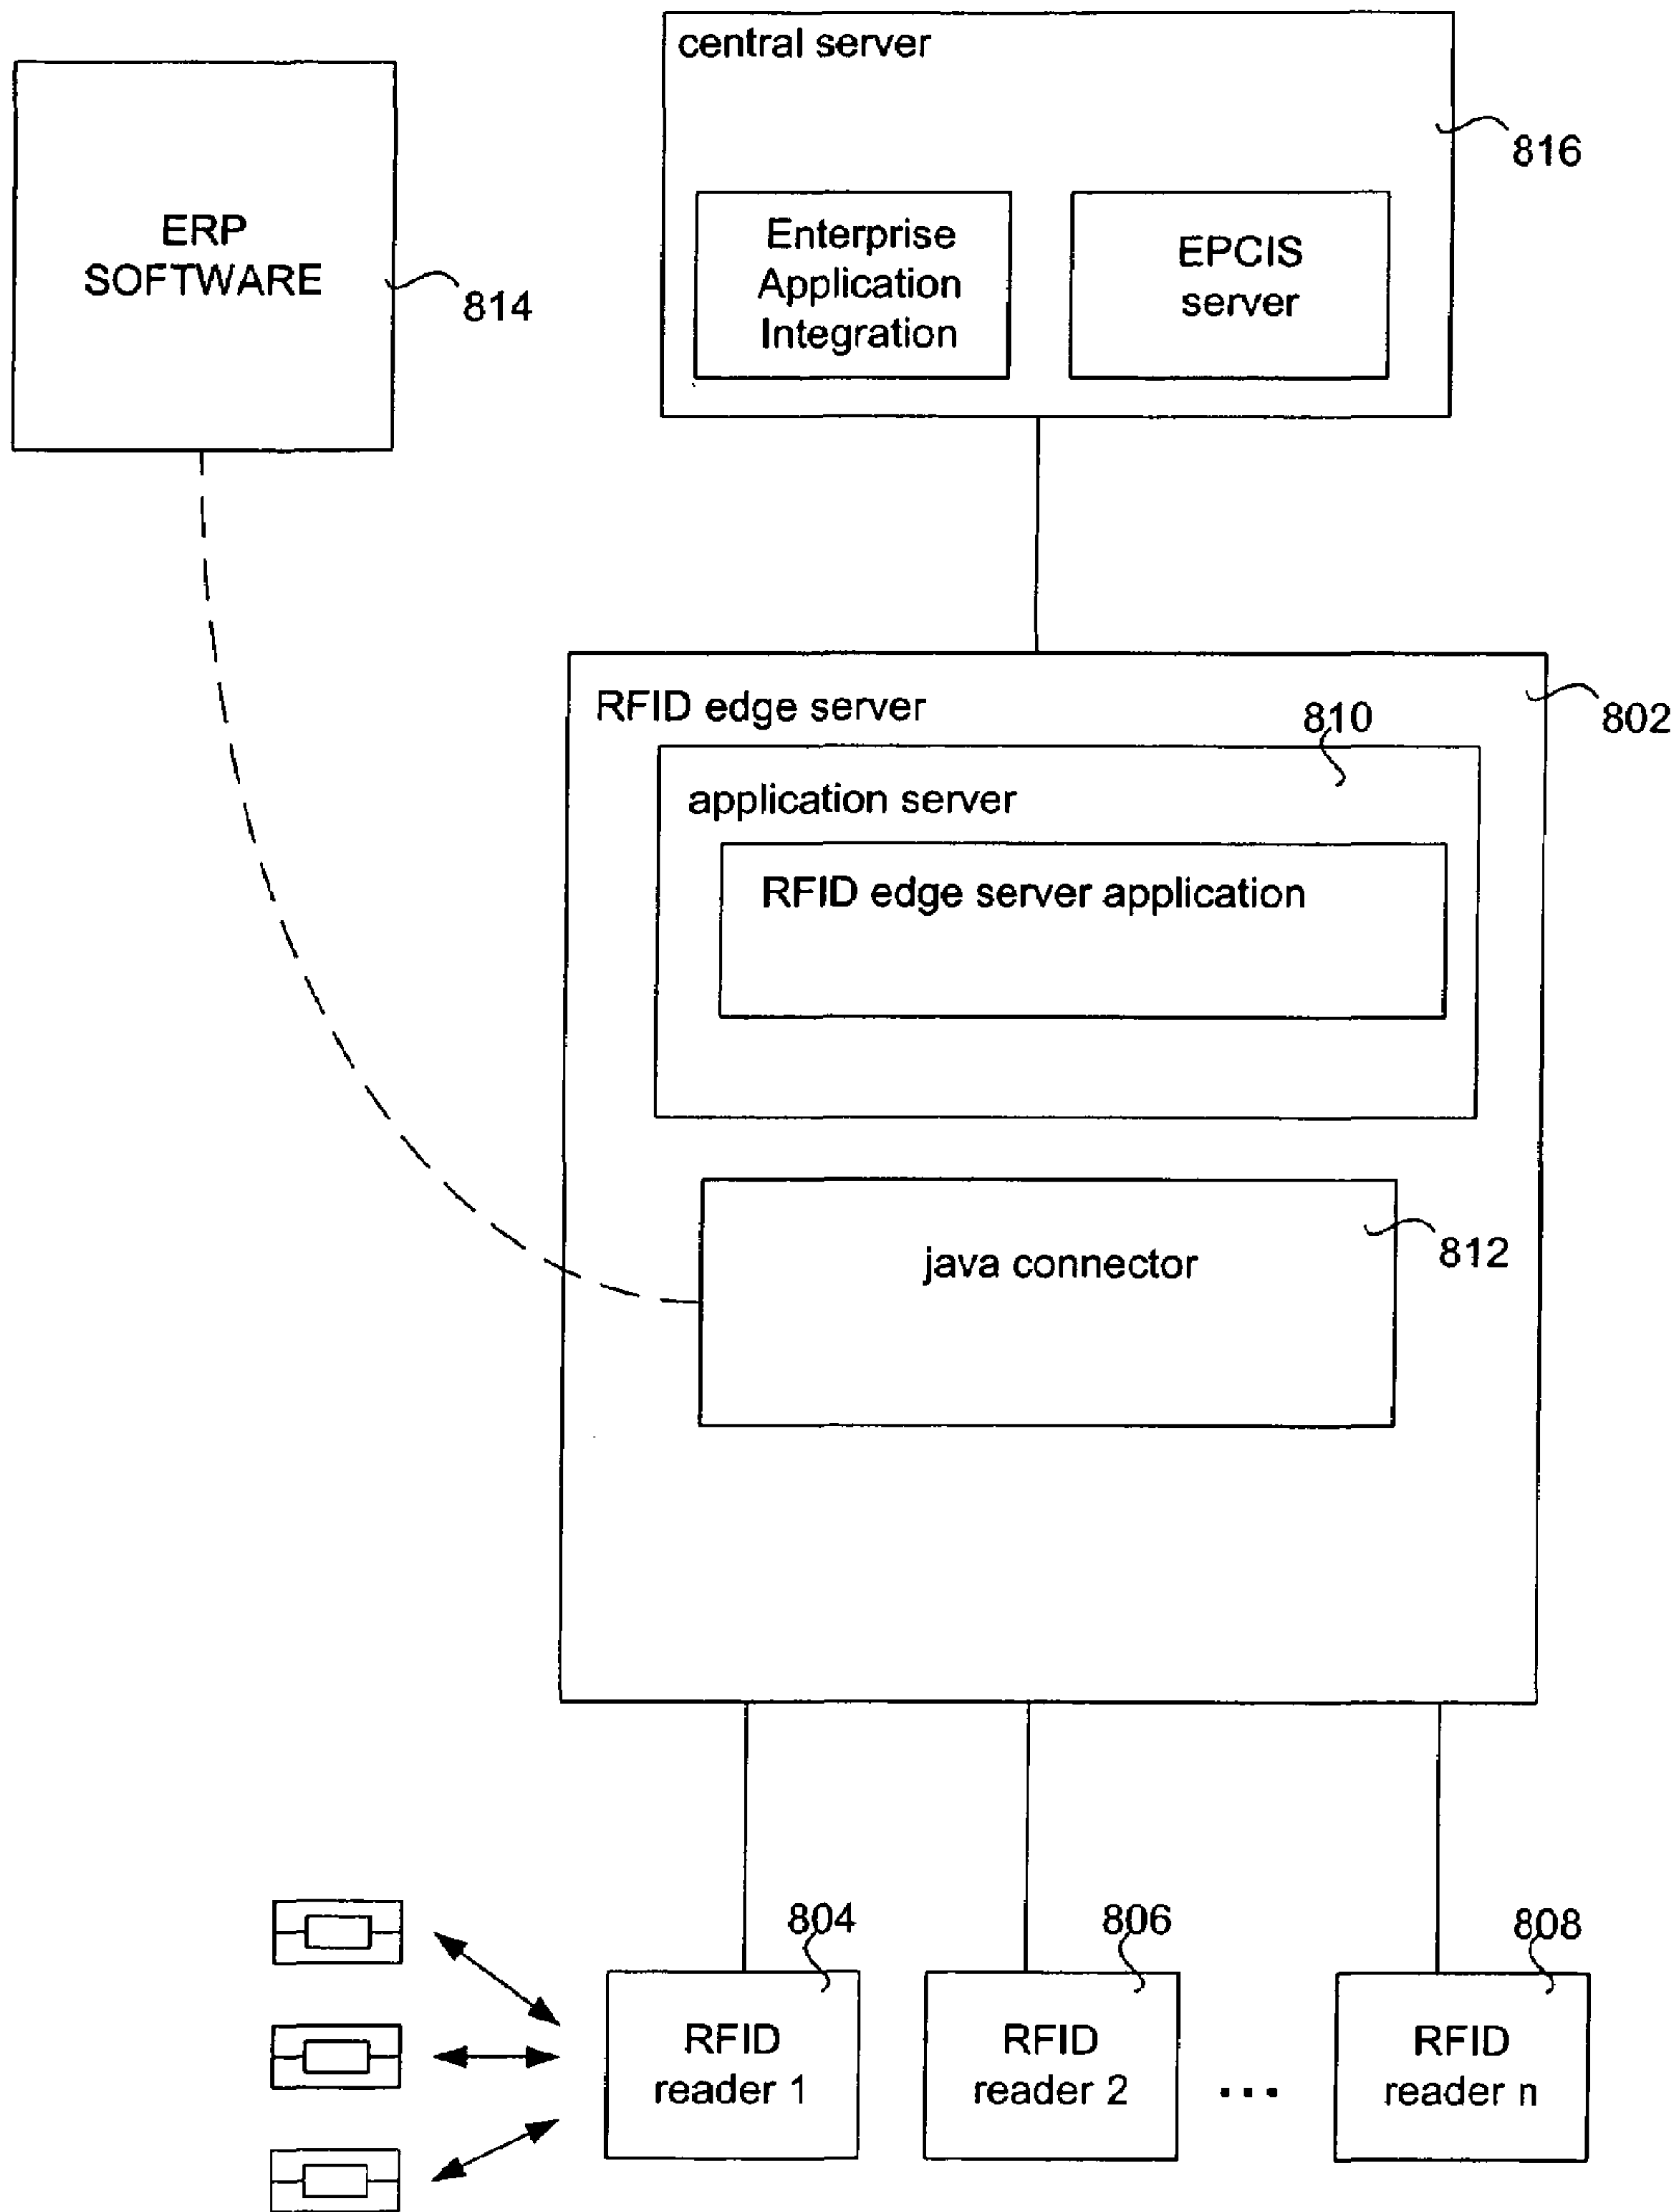 central server
816
ERP
SOFTWARE
814
Enterprise
Application
Integration
EPCIS
server
RFID edge server
802
810
application server
RFID edge server application
java connector
812
804
806
808
RFID
reader 1
RFID
reader 2
...
RFID
reader n